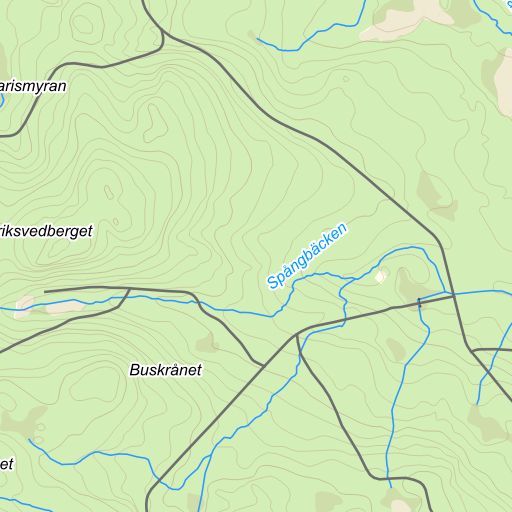 arismyran
riksvedberget
Spångbäcken
Buskrånet
et